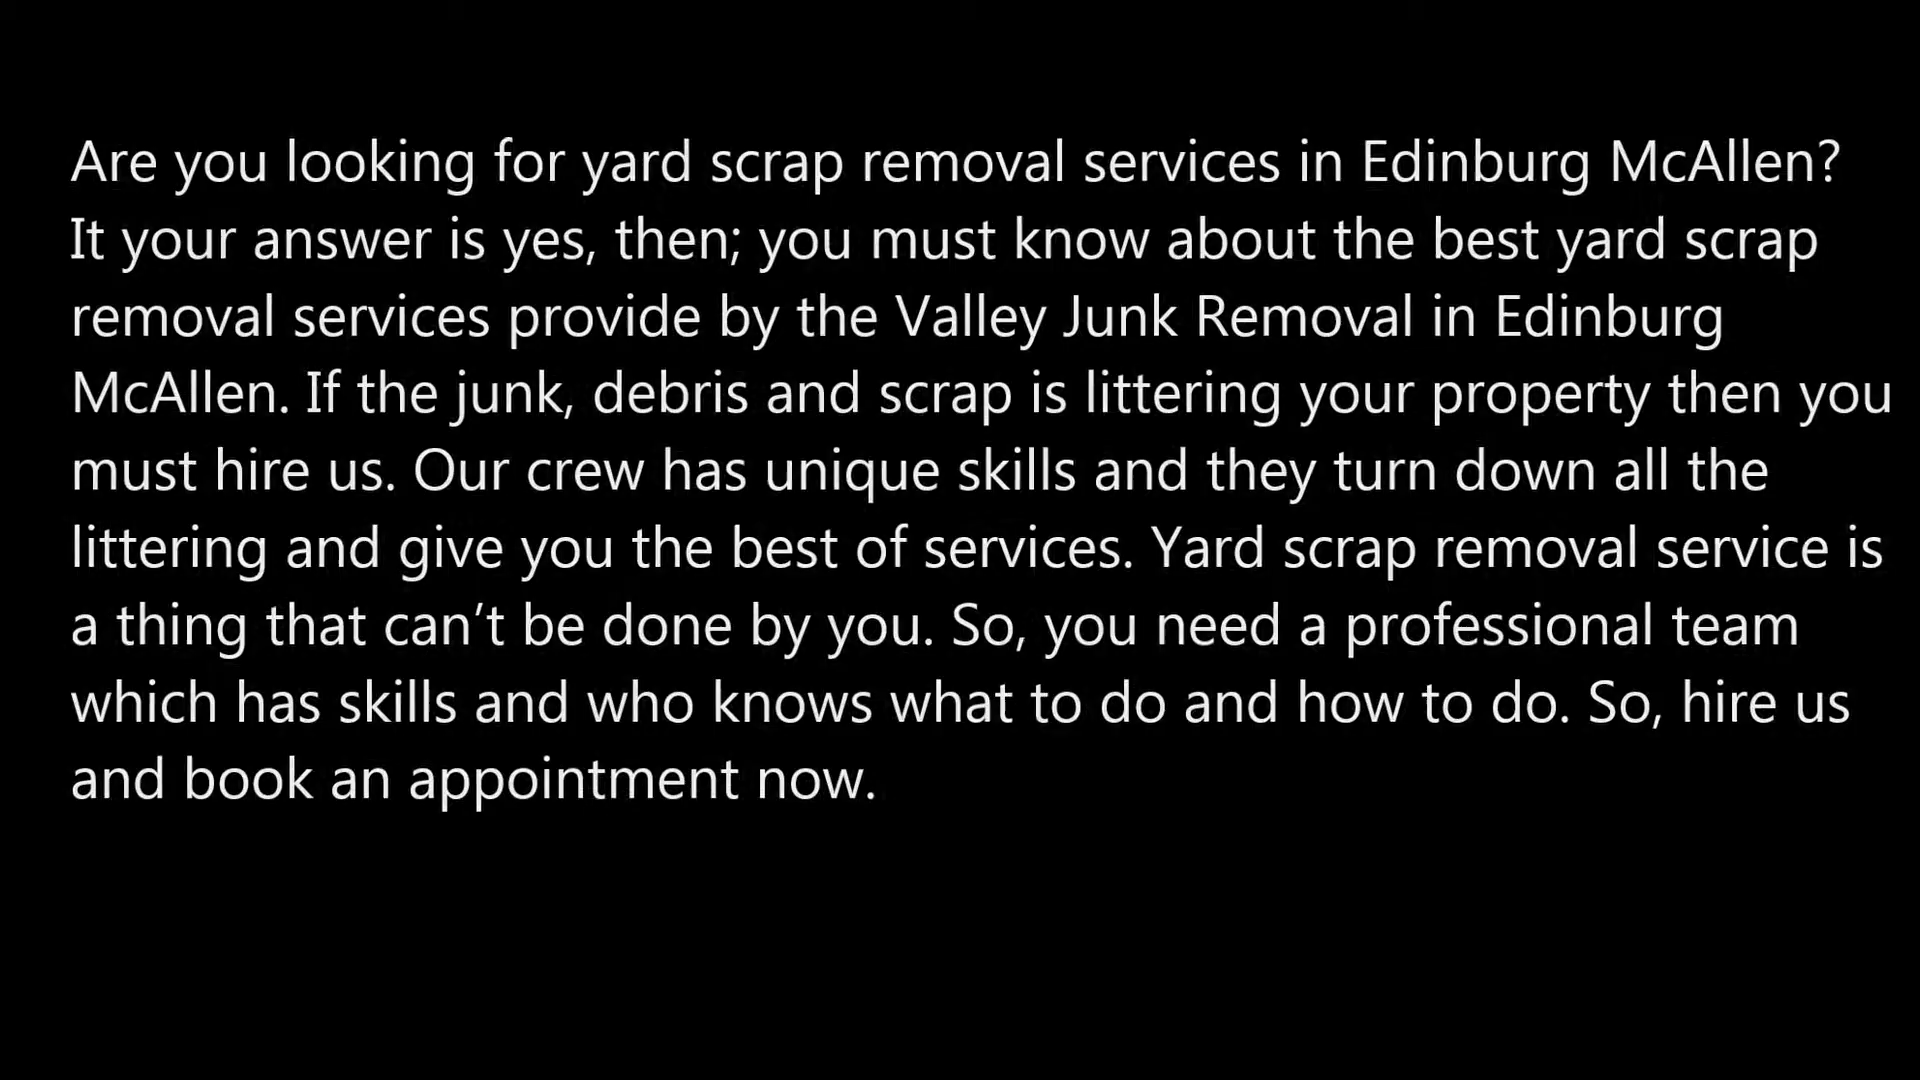 Are you looking for yard scrap removal services in Edinburg McAllen?
It your answer is yes, then; you must know about the best yard scrap
removal services provide by the Valley Junk Removal in Edinburg
McAllen. If the junk, debris and scrap is littering your property then you
must hire us. Our crew has unique skills and they turn down all the
littering and give you the best of services. Yard scrap removal service is
a thing that can’t be done by you. So, you need a professional team
which has skills and who knows what to do and how to do. So, hire us
and book an appointment now.